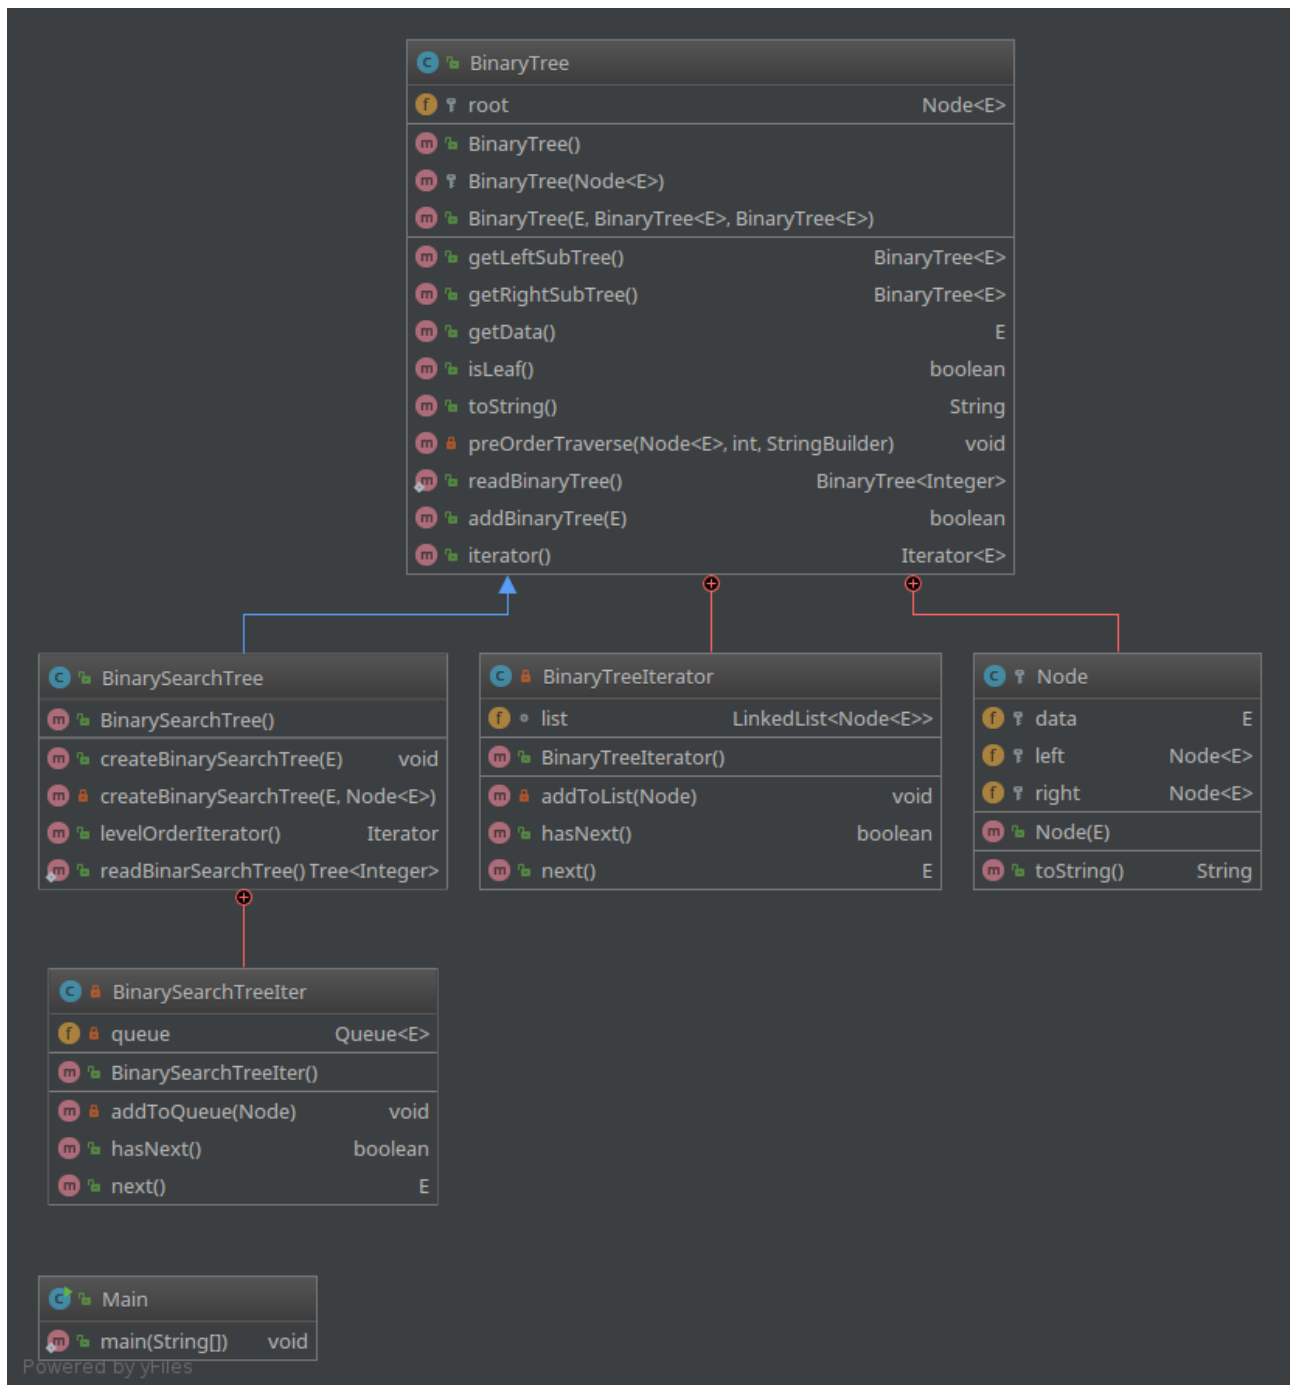 BinaryTree
root Node<E>
BinaryTree()
BinaryTree(Node<E>)
BinaryTree(E, BinaryTree<E>, BinaryTree<E>)
getLeftSubTree() BinaryTree<E>
getRightSubTree() BinaryTree<E>
getData() E
isLeaf() boolean
toString() String
preOrderTraverse(Node<E>, int, StringBuilder) void
readBinaryTree() BinaryTree<Integer>
addBinaryTree(E) boolean
iterator() Iterator<E>
BinarySearchTree
BinarySearchTree()
createBinarySearchTree(E) void
createBinarySearchTree(E, Node<E>)
levelOrderIterator() Iterator
readBinarSearchTree() Tree<Integer>
BinaryTreeIterator
list LinkedList<Node<E>>
BinaryTreeIterator()
addToList(Node) void
hasNext() boolean
next() E
Node
data E
left Node<E>
right Node<E>
Node(E)
toString() String
BinarySearchTreeIter
queue Queue<E>
BinarySearchTreeIter()
addToQueue(Node) void
hasNext() boolean
next() E
Main
main(String[]) void
Powered by yFiles